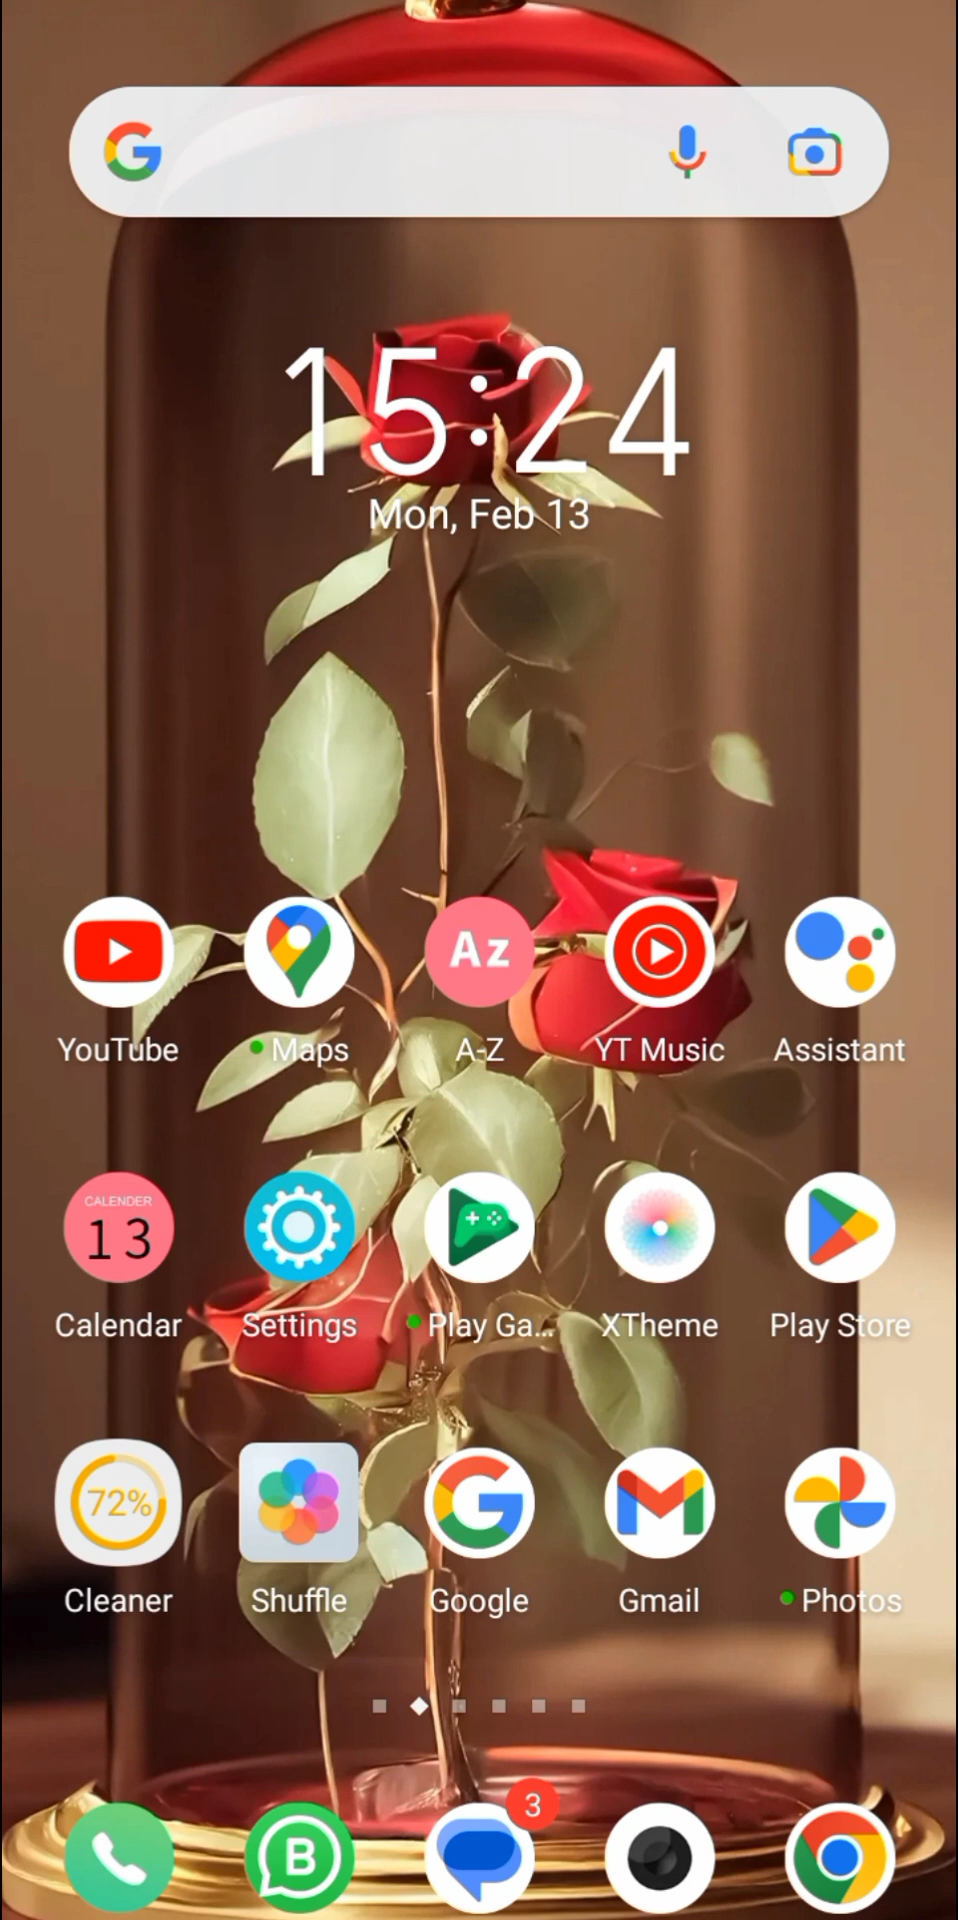 15:24
Mon, Feb 13
Az
YouTube
Maps
A-Z
YT Music
Assistant
CALENDER
13
Calendar
Settings
Play Ga...
XTheme
Play Store
72%
Cleaner
Shuffle
Google
Gmail
Photos
3
B